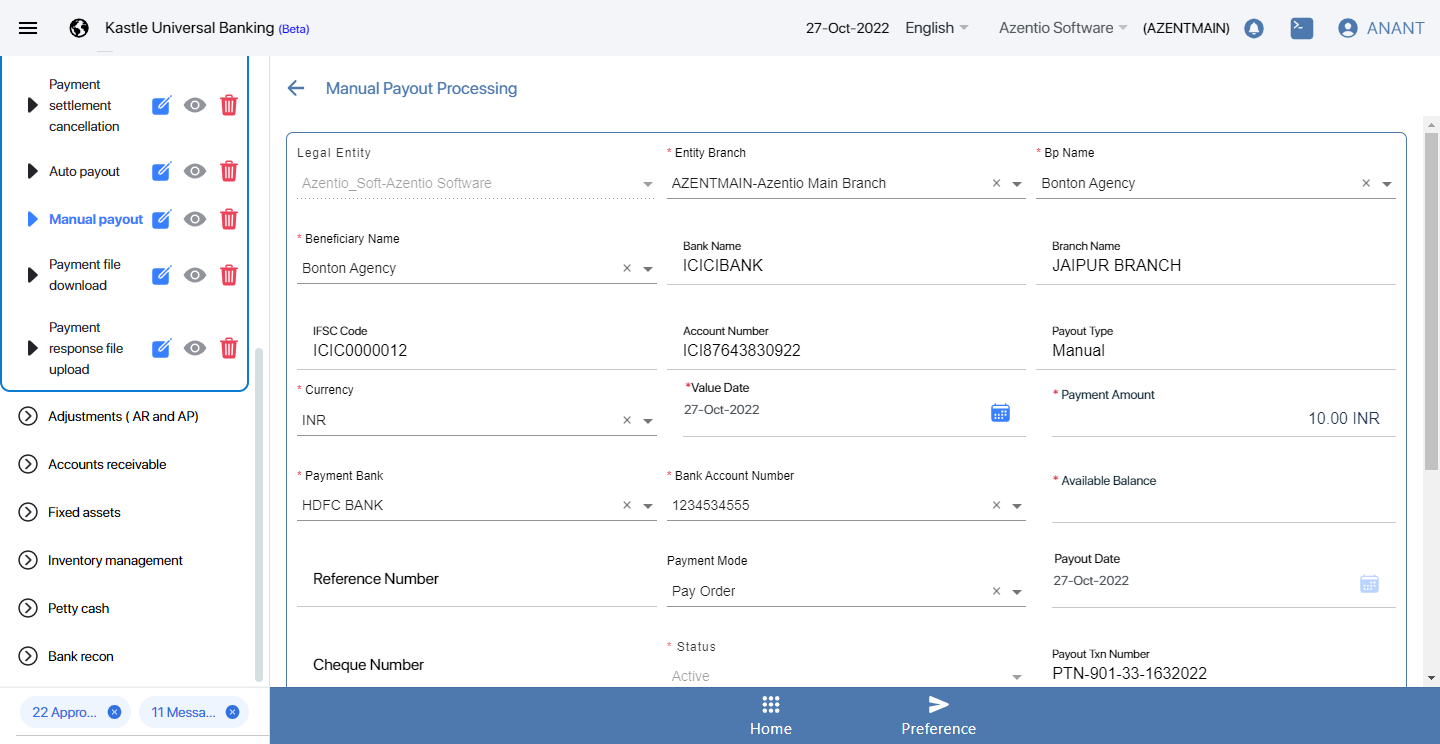 Kastle Universal Banking (Beta)
27-Oct-2022
English
Azentio Software
(AZENTMAIN)
ANANT
Payment
settlement
cancellation
Auto payout
Manual payout
Payment file
download
Payment
response file
upload
Adjustments ( AR and AP)
Accounts receivable
Fixed assets
Inventory management
Petty cash
Bank recon
22 Appro...
11 Messa...
Manual Payout Processing
Legal Entity
Azentio_Soft-Azentio Software
* Entity Branch
AZENTMAIN-Azentio Main Branch
* Bp Name
Bonton Agency
* Beneficiary Name
Bonton Agency
Bank Name
ICICIBANK
Branch Name
JAIPUR BRANCH
IFSC Code
ICIC0000012
Account Number
ICI87643830922
Payout Type
Manual
* Currency
INR
*Value Date
27-Oct-2022
* Payment Amount
10.00 INR
* Payment Bank
HDFC BANK
* Bank Account Number
1234534555
* Available Balance
Reference Number
Payment Mode
Pay Order
Payout Date
27-Oct-2022
Cheque Number
* Status
Active
Payout Txn Number
PTN-901-33-1632022
Home
Preference